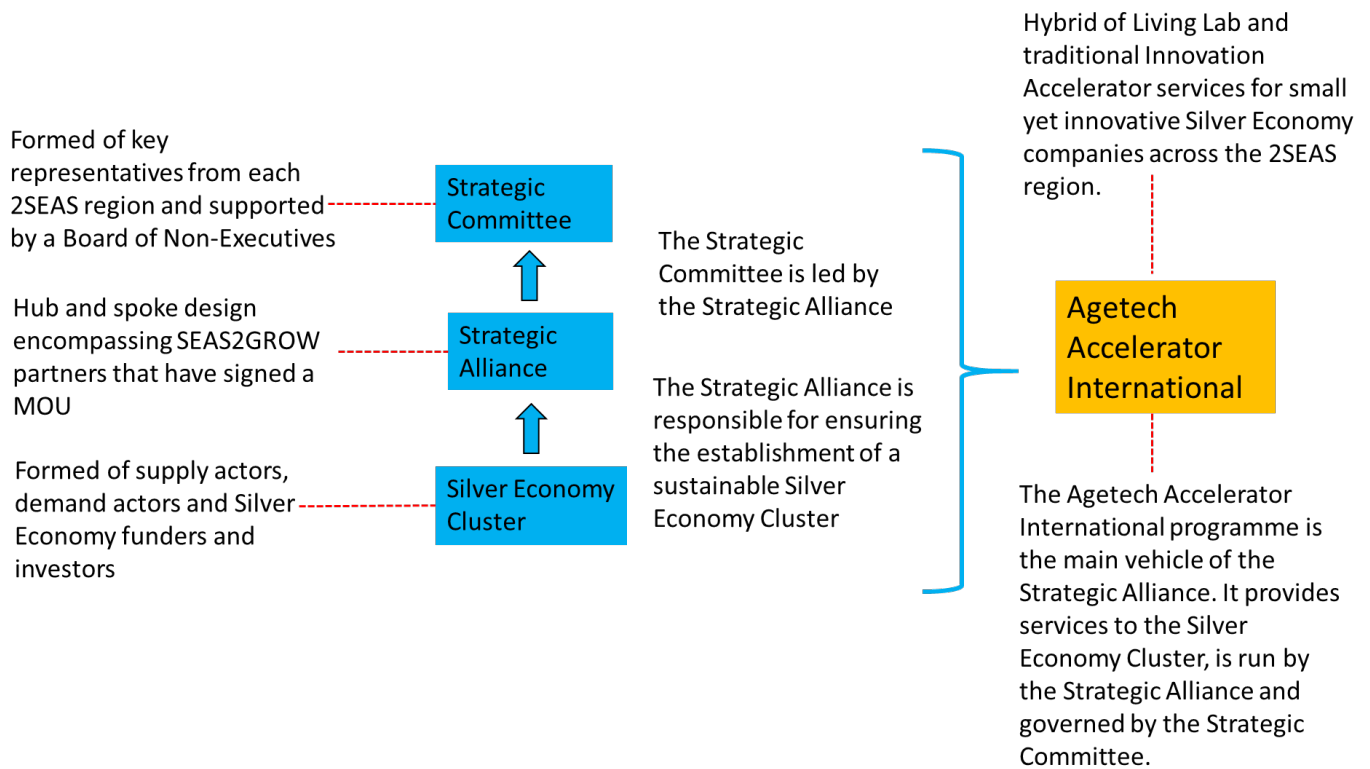 Formed of key
representatives from each
2SEAS region and supported
by a Board of Non-Executives
Strategic
Committee
Hub and spoke design
encompassing SEAS2GROW
partners that have signed a
MOU
Strategic
Alliance
Formed of supply actors,
demand actors and Silver
Economy funders and
investors
Silver Economy
Cluster
The Strategic
Committee is led by
the Strategic Alliance
The Strategic Alliance is
responsible for ensuring
the establishment of a
sustainable Silver
Economy Cluster
Hybrid of Living Lab and
traditional Innovation
Accelerator services for small
yet innovative Silver Economy
companies across the 2SEAS
region.
Agetech
Accelerator
International
The Agetech Accelerator
International programme is
the main vehicle of the
Strategic Alliance. It provides
services to the Silver
Economy Cluster, is run by
the Strategic Alliance and
governed by the Strategic
Committee.